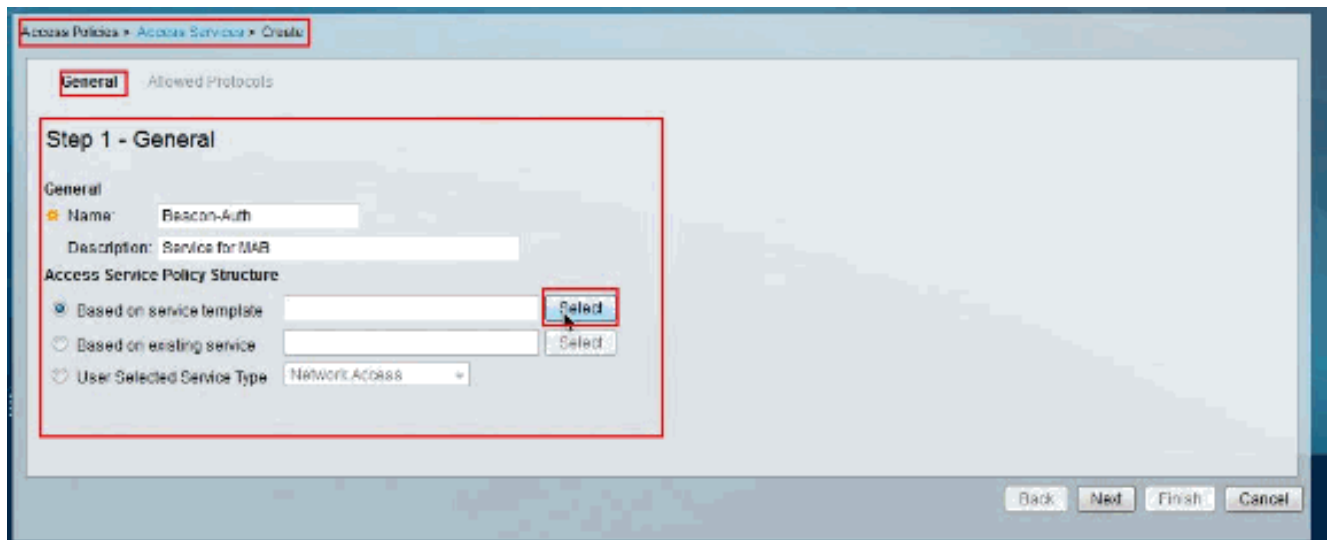 Access Policies > Access Services > Create
General Allowed Protocols
Step 1 - General
General
Name: Beacon-Auth
Description: Service for MAB
Access Service Policy Structure
Based on service template Select
Based on existing service Select
User Selected Service Type Network Access
Back Next Finish Cancel